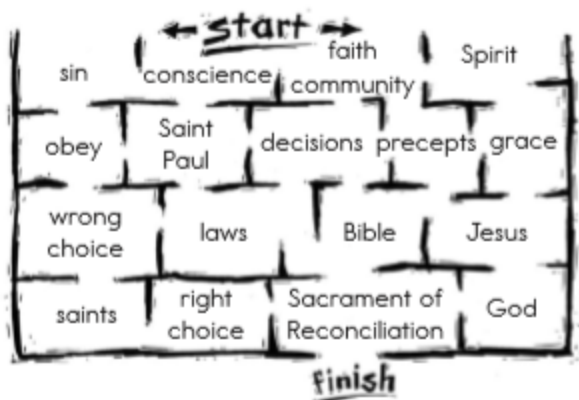 start
sin
conscience
faith
community
Spirit
obey
Saint
Paul
decisions
precepts
grace
wrong
choice
laws
Bible
Jesus
saints
right
choice
Sacrament of
Reconciliation
God
finish